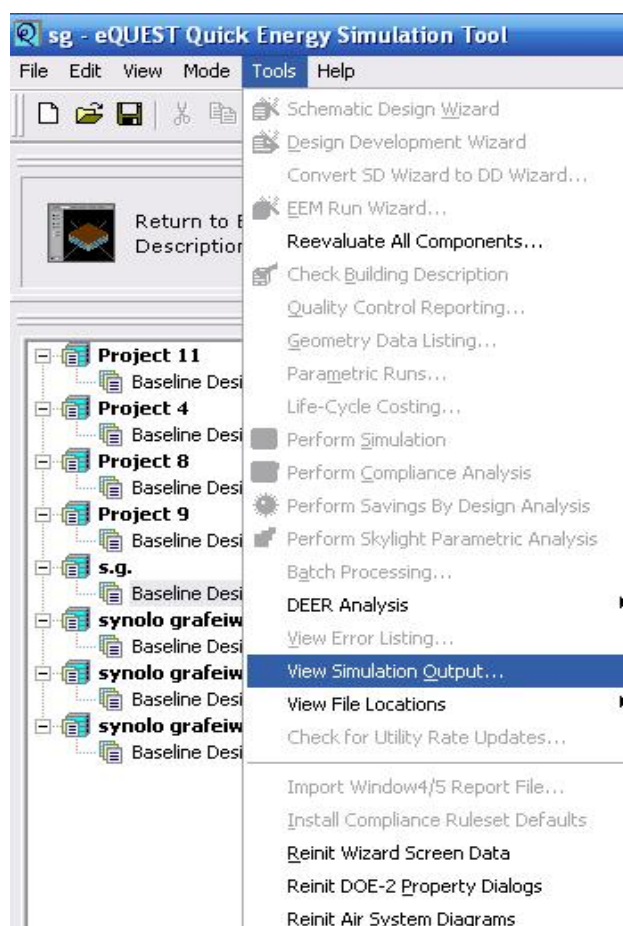 sg - eQUEST Quick Energy Simulation Tool
File Edit View Mode Tools Help
Return to
Description
Project 11
Baseline Desi
Project 4
Baseline Desi
Project 8
Baseline Desi
Project 9
Baseline Desi
s.g.
Baseline Desi
synolo grafeiw
Baseline Desi
synolo grafeiw
Baseline Desi
synolo grafeiw
Baseline Desi
Schematic Design Wizard
Design Development Wizard
Convert SD Wizard to DD Wizard...
EEM Run Wizard...
Reevaluate All Components...
Check Building Description
Quality Control Reporting...
Geometry Data Listing...
Parametric Runs...
Life-Cycle Costing...
Perform Simulation
Perform Compliance Analysis
Perform Savings By Design Analysis
Perform Skylight Parametric Analysis
Batch Processing...
DEER Analysis
View Error Listing...
View Simulation Output...
View File Locations
Check for Utility Rate Updates...
Import Window4/5 Report File...
Install Compliance Ruleset Defaults
Reinit Wizard Screen Data
Reinit DOE-2 Property Dialogs
Reinit Air System Diagrams